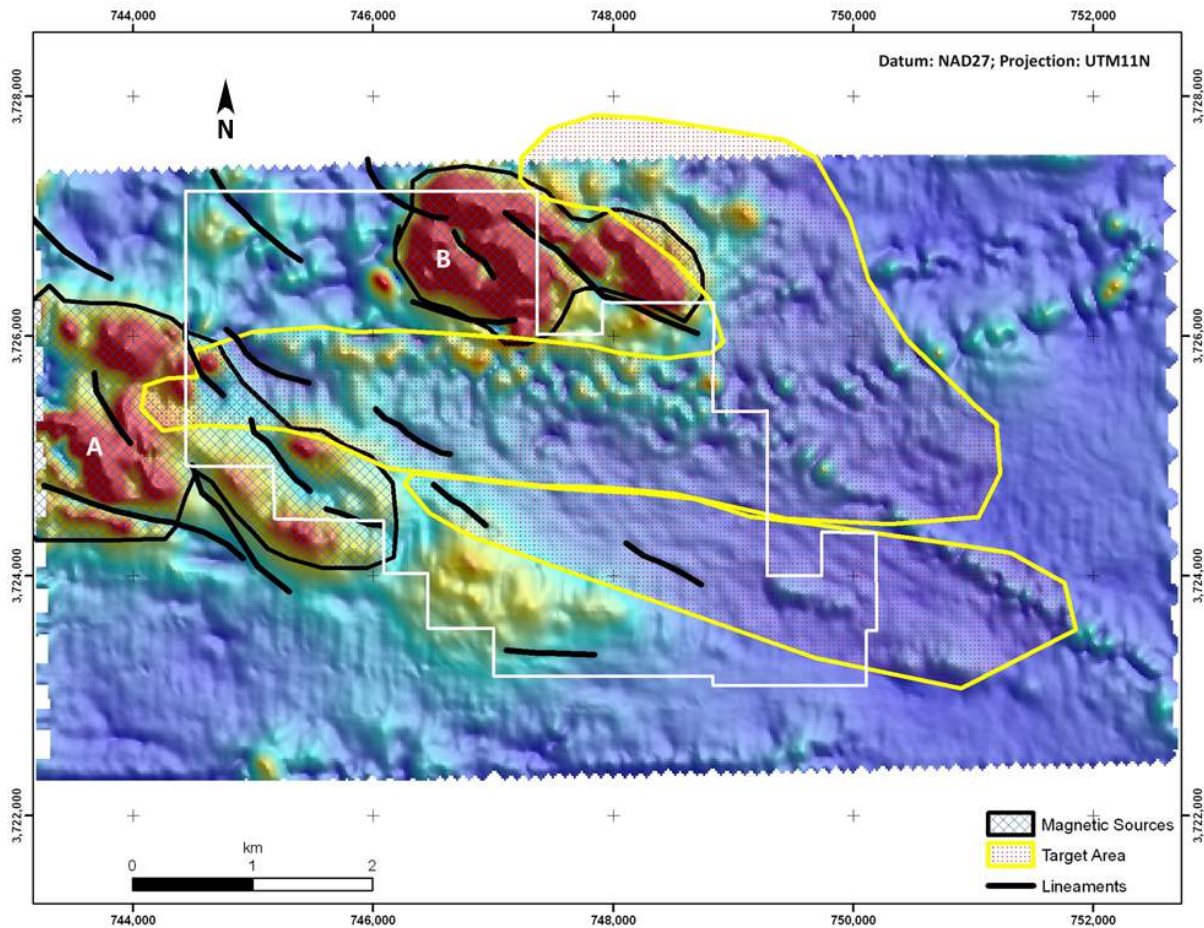 744,000 746,000 748,000 750,000 752,000
Datum: NAD27; Projection: UTM11N
3,728,000 3,728,000
N
B
3,726,000 3,726,000
A
3,724,000 3,724,000
3,722,000 3,722,000
Magnetic Sources
km
Target Area
0 1 2
Lineaments
744,000 746,000 748,000 750,000 752,000